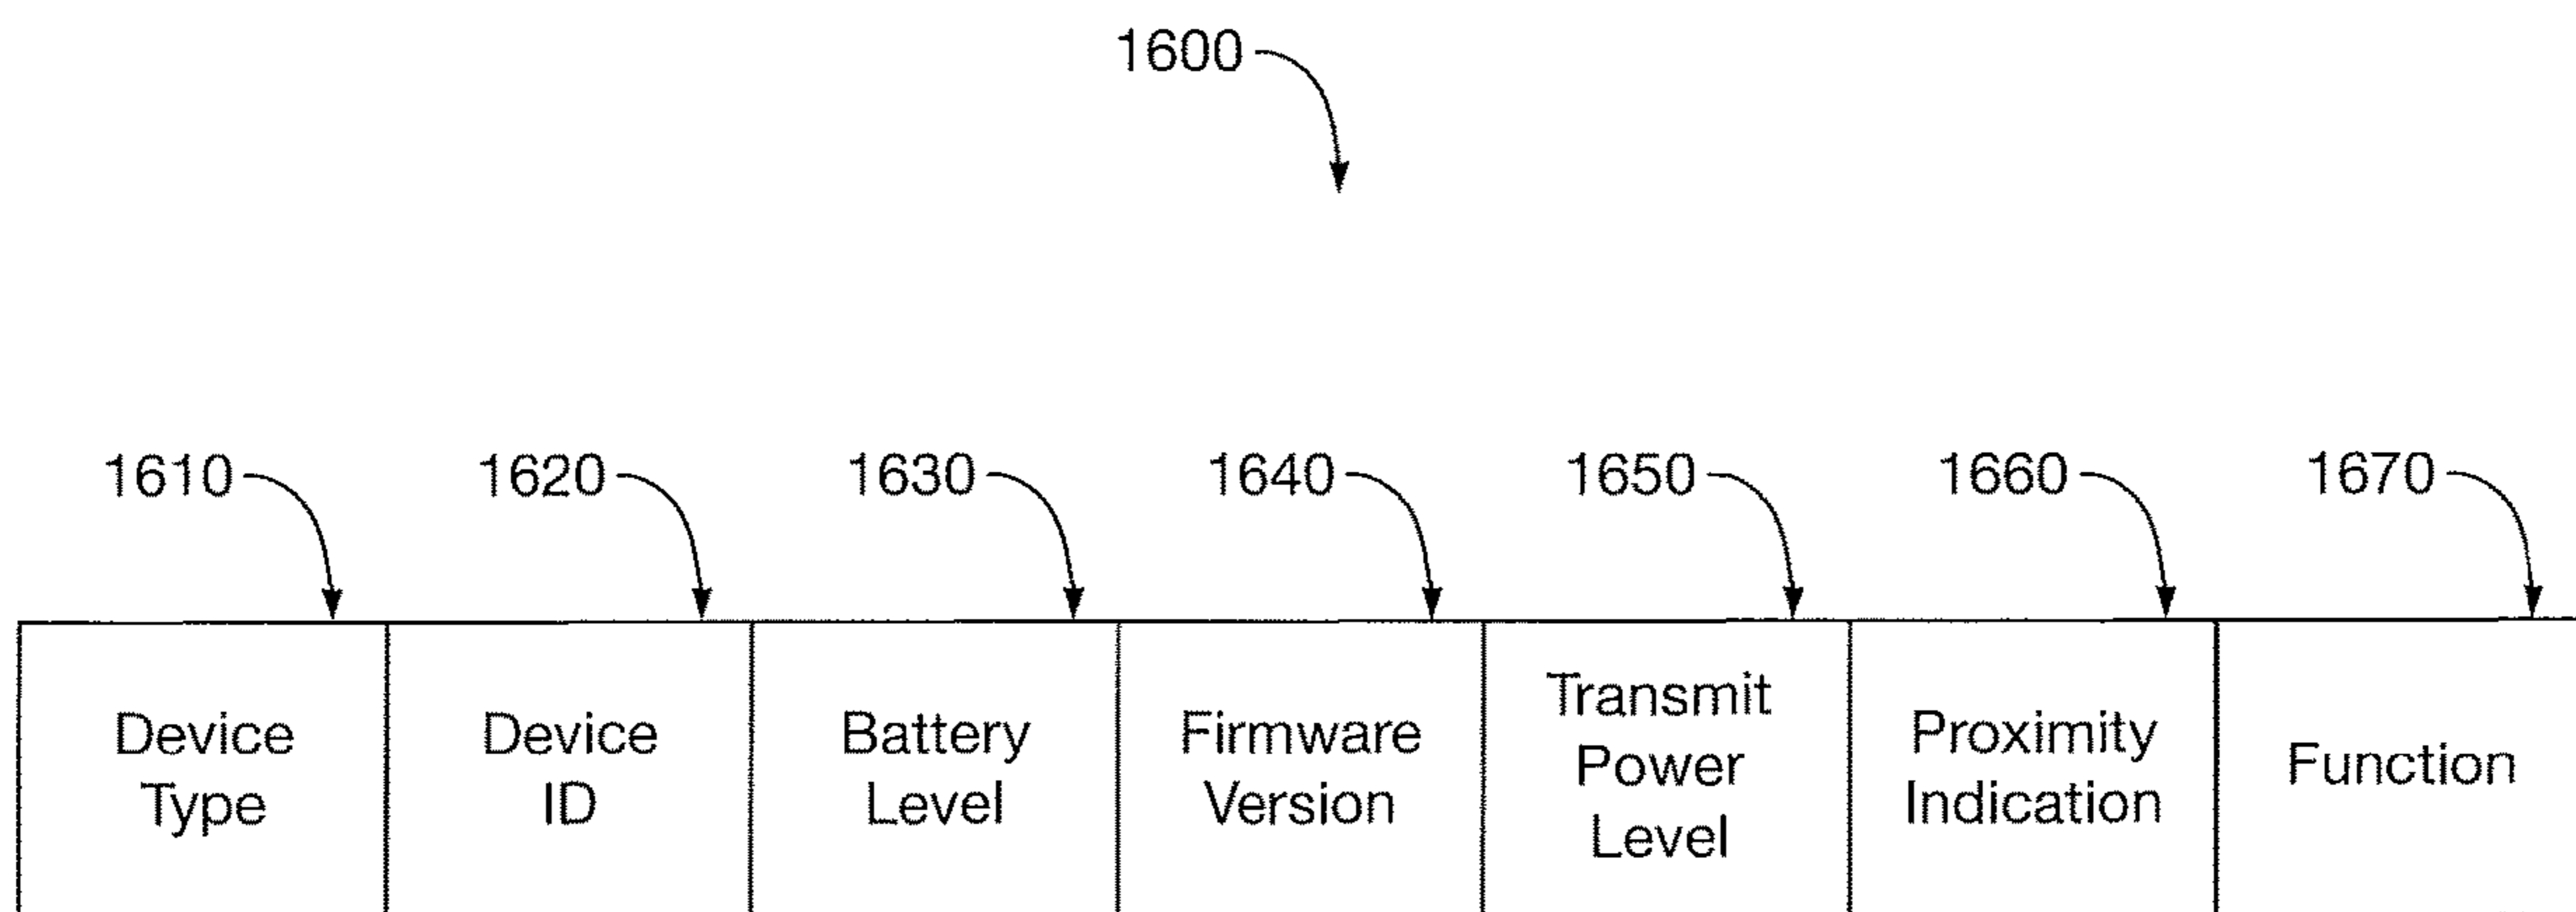 1600
1610 1620 1630 1640 1650 1660 1670
Device
Type
Device
ID
Battery
Level
Firmware
Version
Transmit
Power
Level
Proximity
Indication
Function